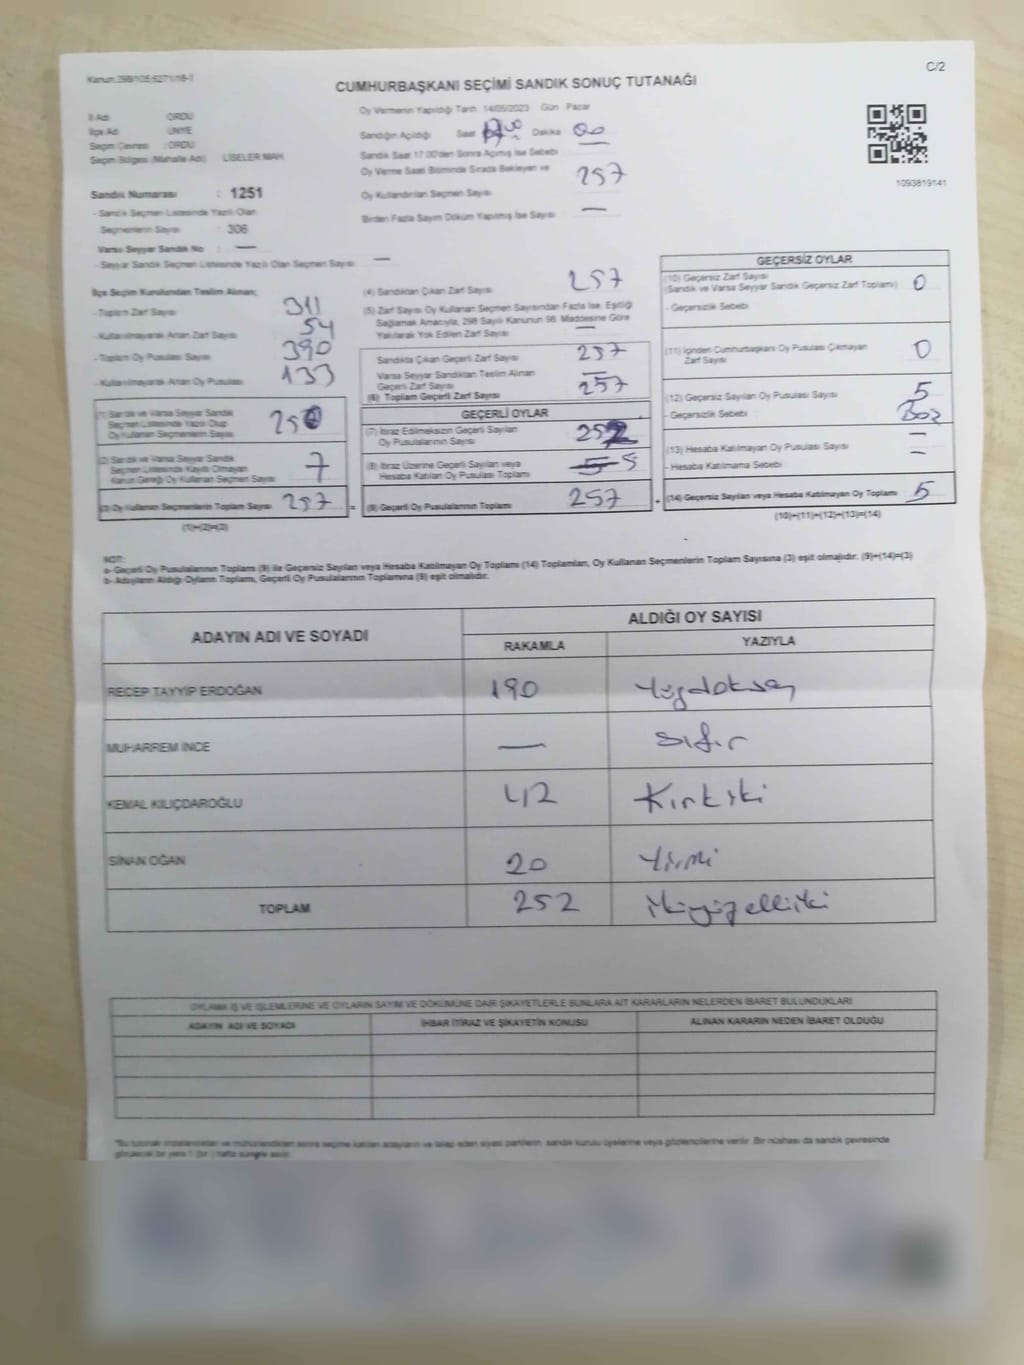 Kanun:298/105;6271/16-1
C/2
CUMHURBAŞKANI SEÇİMİ SANDIK SONUÇ TUTANAĞI
İl Adı ORDU
İlçe Adı ÜNYE
Seçim Çevresi : ORDU
Seçim Bölgesi (Mahalle Adı) LİSELER MAH.
Sandık Numarası : 1251
- Sandık Seçmen Listesinde Yazılı Olan
Seçmenlerin Sayısı : 306
Varsa Seyyar Sandık No : —
- Seyyar Sandık Seçmen Listesinde Yazılı Olan Seçmen Sayısı —
Oy Vermenin Yapıldığı Tarih 14/05/2023 Gün Pazar
Sandığın Açıldığı Saat Dakika 00
Sandık Saat 17.00'den Sonra Açılmış İse Sebebi —
Oy Verme Saati Bitiminde Sırada Bekleyen ve
Oy Kullandırılan Seçmen Sayısı 257
Birden Fazla Sayım Döküm Yapılmış İse Sayısı —
1093819141
İlçe Seçim Kurulundan Teslim Alınan;
- Toplam Zarf Sayısı 311
- Kullanılmayarak Artan Zarf Sayısı 54
- Toplam Oy Pusulası Sayısı 390
- Kullanılmayarak Artan Oy Pusulası 133
(1) Sandık ve Varsa Seyyar Sandık
Seçmen Listesinde Yazılı Olup
Oy Kullanan Seçmenlerin Sayısı 250
(2) Sandık ve Varsa Seyyar Sandık
Seçmen Listesinde Kayıtlı Olmayan
Kanun Gereği Oy Kullanan Seçmen Sayısı 7
(3) Oy Kullanan Seçmenlerin Toplam Sayısı 257 =
(1)+(2)=(3)
(4) Sandıktan Çıkan Zarf Sayısı 257
(5) Zarf Sayısı Oy Kullanan Seçmen Sayısından Fazla İse, Eşitliği
Sağlamak Amacıyla, 298 Sayılı Kanunun 98. Maddesine Göre
Yakılarak Yok Edilen Zarf Sayısı —
Sandıkta Çıkan Geçerli Zarf Sayısı 257
Varsa Seyyar Sandıktan Teslim Alınan
Geçerli Zarf Sayısı —
(6) Toplam Geçerli Zarf Sayısı 257
GEÇERLİ OYLAR
(7) İtiraz Edilmeksizin Geçerli Sayılan
Oy Pusulalarının Sayısı 252
(8) İtiraz Üzerine Geçerli Sayılan veya
Hesaba Katılan Oy Pusulası Toplamı 5 5
(9) Geçerli Oy Pusulalarının Toplamı 257 +
GEÇERSİZ OYLAR
(10) Geçersiz Zarf Sayısı
(Sandık ve Varsa Seyyar Sandık Geçersiz Zarf Toplamı) 0
- Geçersizlik Sebebi
(11) İçinden Cumhurbaşkanı Oy Pusulası Çıkmayan
Zarf Sayısı 0
(12) Geçersiz Sayılan Oy Pusulası Sayısı 5
- Geçersizlik Sebebi
(13) Hesaba Katılmayan Oy Pusulası Sayısı —
- Hesaba Katılmama Sebebi —
(14) Geçersiz Sayılan veya Hesaba Katılmayan Oy Toplamı 5
(10)+(11)+(12)+(13)=(14)
NOT:
a- Geçerli Oy Pusulalarının Toplamı (9) ile Geçersiz Sayılan veya Hesaba Katılmayan Oy Toplamı (14) Toplamları, Oy Kullanan Seçmenlerin Toplam Sayısına (3) eşit olmalıdır. (9)+(14)=(3)
b- Adayların Aldığı Oyların Toplamı, Geçerli Oy Pusulalarının Toplamına (9) eşit olmalıdır.
ADAYIN ADI VE SOYADI ALDIĞI OY SAYISI
RAKAMLA YAZIYLA
RECEP TAYYİP ERDOĞAN 190 Yüzdoksan
MUHARREM İNCE — sıfır
KEMAL KILIÇDAROĞLU 42 Kırkiki
SİNAN OĞAN 20 Yirmi
TOPLAM 252 ikiyüzelliiki
OYLAMA İŞ VE İŞLEMLERİNE VE OYLARIN SAYIM VE DÖKÜMÜNE DAİR ŞİKAYETLERLE BUNLARA AİT KARARLARIN NELERDEN İBARET BULUNDUKLARI
ADAYIN ADI VE SOYADI İHBAR İTİRAZ VE ŞİKAYETİN KONUSU ALINAN KARARIN NEDEN İBARET OLDUĞU
*Bu tutanak imzalandıktan ve mühürlendikten sonra seçime katılan adayların ve talep eden siyasi partilerin sandık kurulu üyelerine veya gözlemcilerine verilir. Bir nüshası da sandık çevresinde
görülecek bir yere 1 (bir) hafta süreyle asılır.